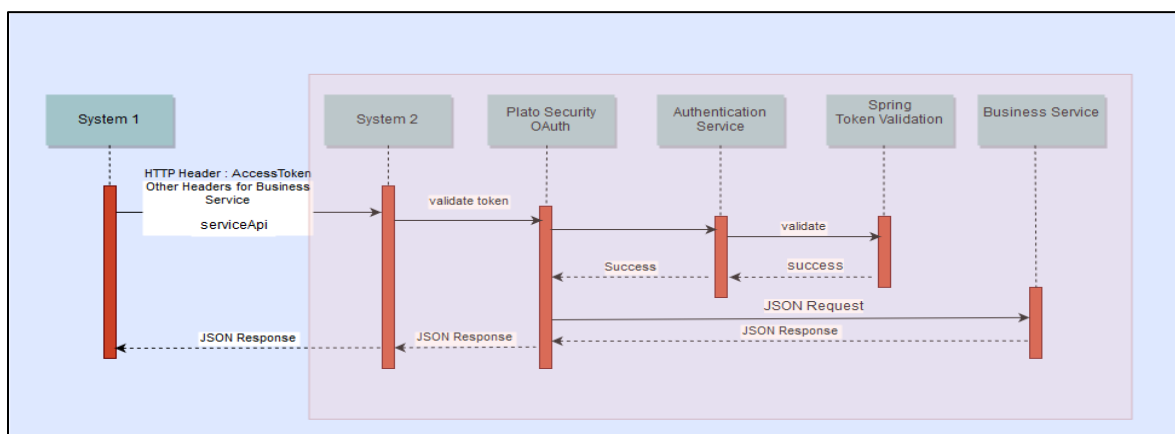 System 1
System 2
Plato Security
OAuth
Authentication
Service
Spring
Token Validation
Business Service
HTTP Header : AccessToken
Other Headers for Business
Service
serviceApi
validate token
validate
Success
success
JSON Request
JSON Response
JSON Response
JSON Response